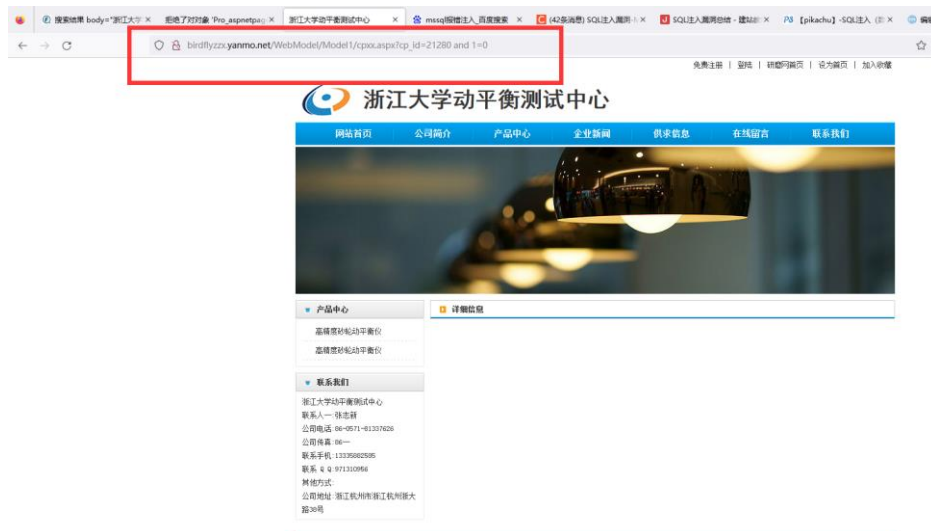 搜索结果 body="浙江大学
拒绝了对对象 'Pro_aspnetpag
浙江大学动平衡测试中心
mssql报错注入_百度搜索
(42条消息) SQL注入漏洞
SQL注入漏洞总结 - 建站
【pikachu】-SQL注入
birdflyzzx.yanmo.net/WebModel/Model1/cpxx.aspx?cp_id=21280 and 1=0
免费注册 | 登陆 | 研磨网首页 | 设为首页 | 加入收藏
浙江大学动平衡测试中心
网站首页 公司简介 产品中心 企业新闻 供求信息 在线留言 联系我们
产品中心
高精度砂轮动平衡仪
高精度砂轮动平衡仪
详细信息
联系我们
浙江大学动平衡测试中心
联系人一:张志新
公司电话:86-0571-81337626
公司传真:86—
联系手机:13335882585
联系 Q Q:971310956
其他方式:
公司地址:浙江杭州市浙江杭州浙大
路38号